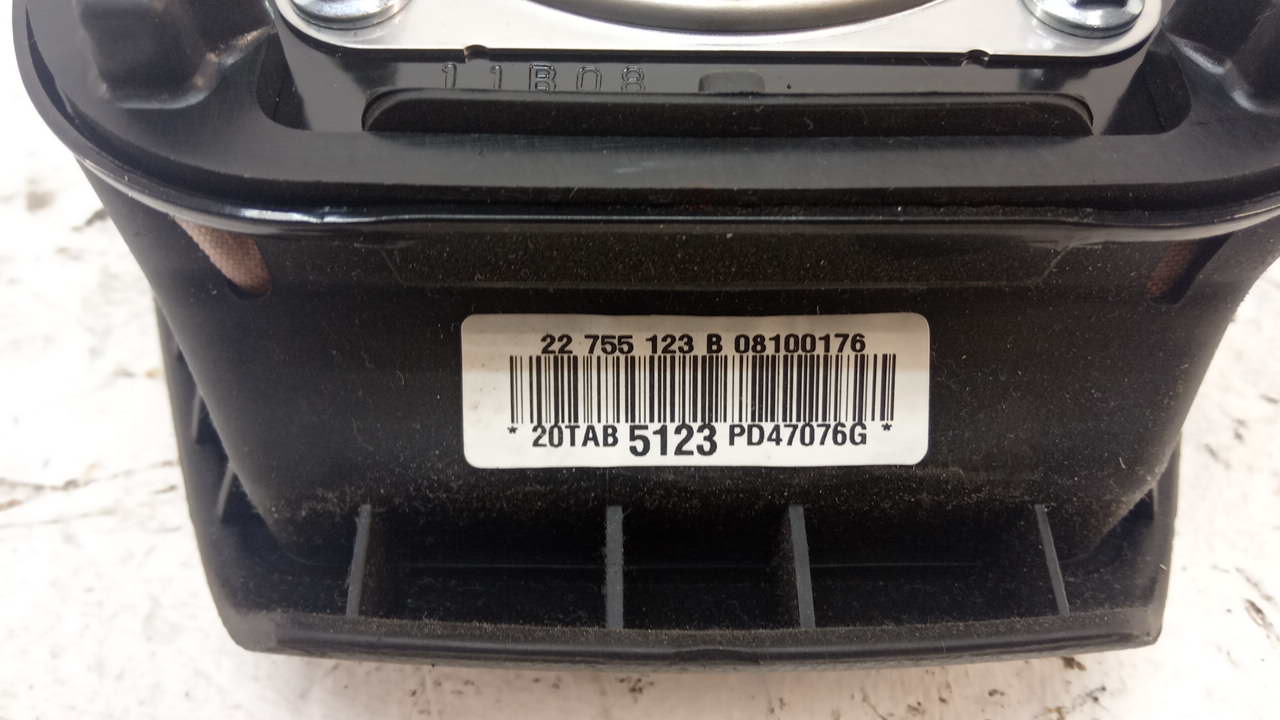 11B08
22 755 123 B 08100176
* 20TAB 5123 PD47076G *